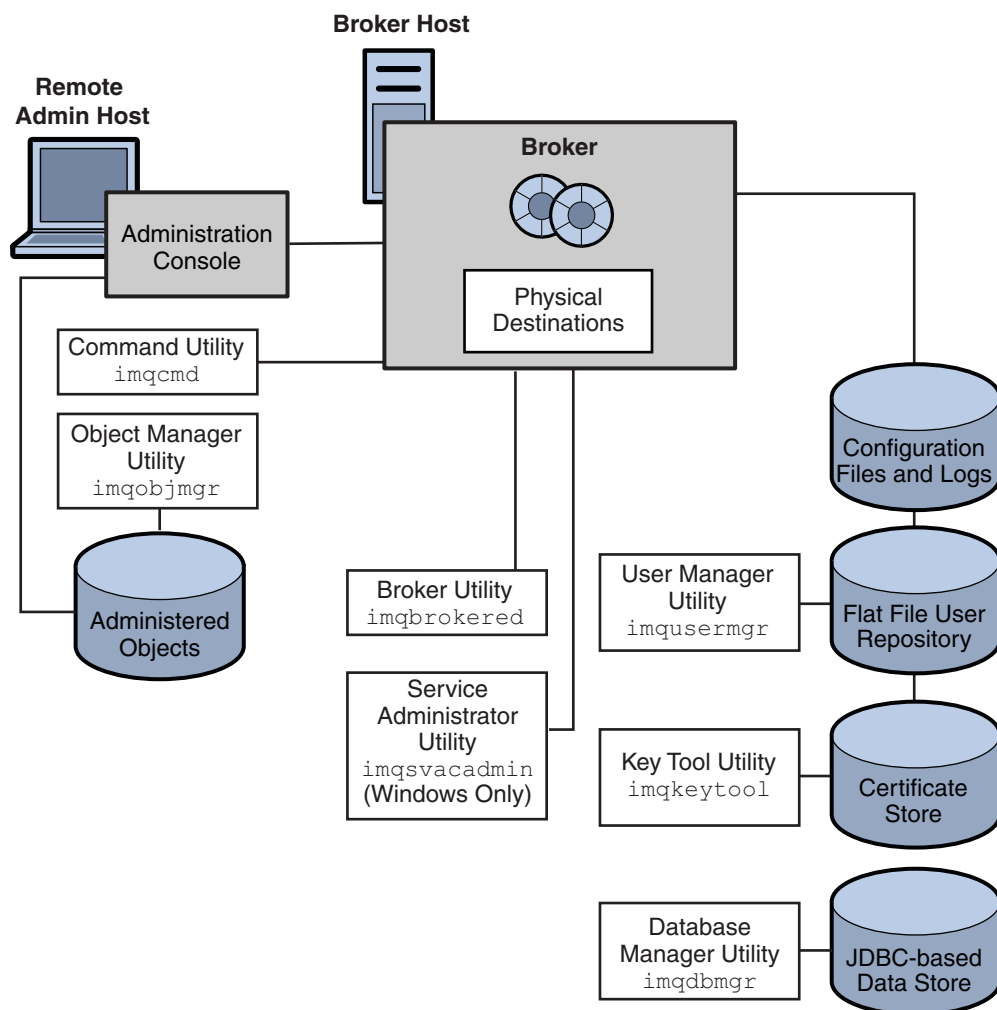 Broker Host
Remote
Admin Host
Broker
Administration
Console
Physical
Destinations
Command Utility
imqcmd
Object Manager
Utility
imqobjmgr
Administered
Objects
Broker Utility
imqbrokered
Service
Administrator
Utility
imqsvacadmin
(Windows Only)
Configuration
Files and Logs
User Manager
Utility
imqusermgr
Flat File User
Repository
Key Tool Utility
imqkeytool
Certificate
Store
Database
Manager Utility
imqdbmgr
JDBC-based
Data Store